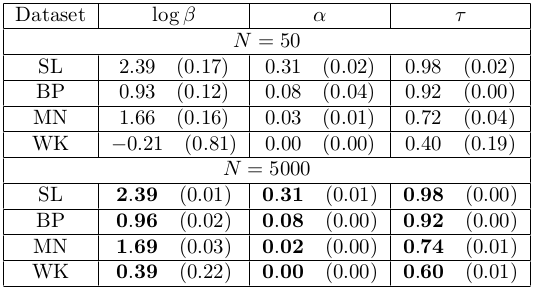 Dataset log β α τ
N = 50
SL 2.39 (0.17) 0.31 (0.02) 0.98 (0.02)
BP 0.93 (0.12) 0.08 (0.04) 0.92 (0.00)
MN 1.66 (0.16) 0.03 (0.01) 0.72 (0.04)
WK −0.21 (0.81) 0.00 (0.00) 0.40 (0.19)
N = 5000
SL 2.39 (0.01) 0.31 (0.01) 0.98 (0.00)
BP 0.96 (0.02) 0.08 (0.00) 0.92 (0.00)
MN 1.69 (0.03) 0.02 (0.00) 0.74 (0.01)
WK 0.39 (0.22) 0.00 (0.00) 0.60 (0.01)